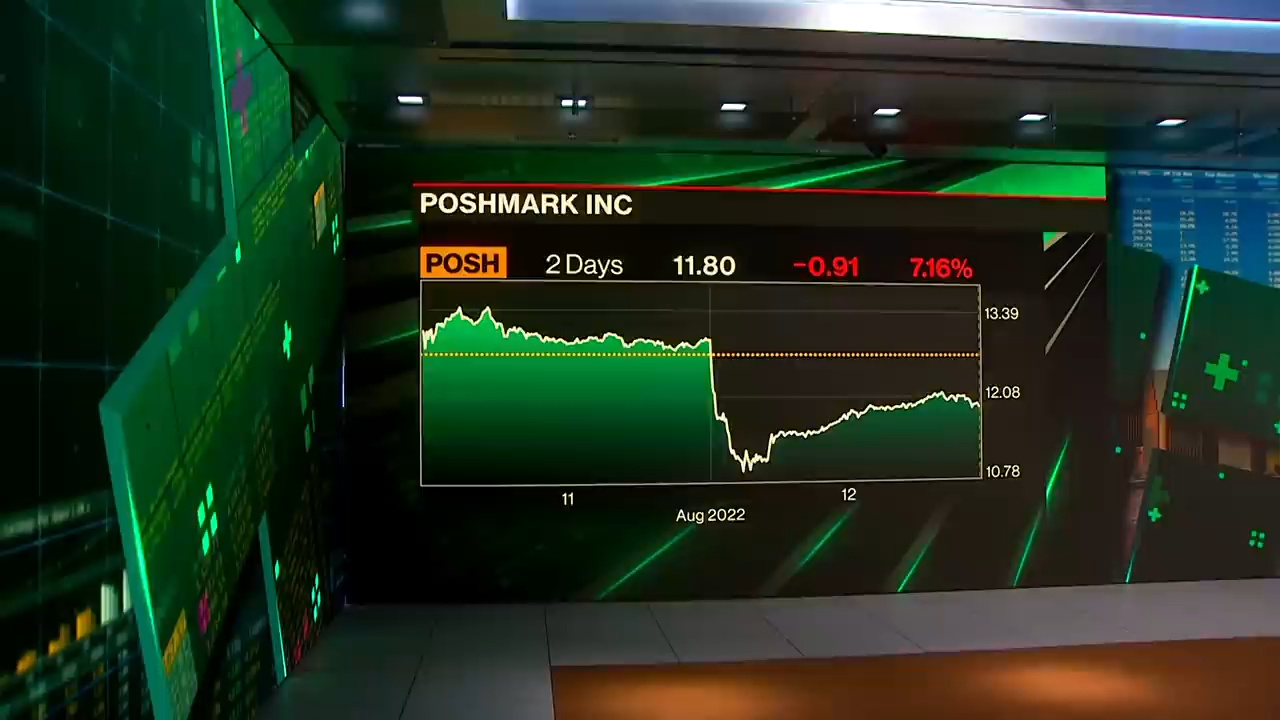 POSHMARK INC
POSH 2 Days 11.80 -0.91 7.16%
13.39
12.08
10.78
11 12
Aug 2022